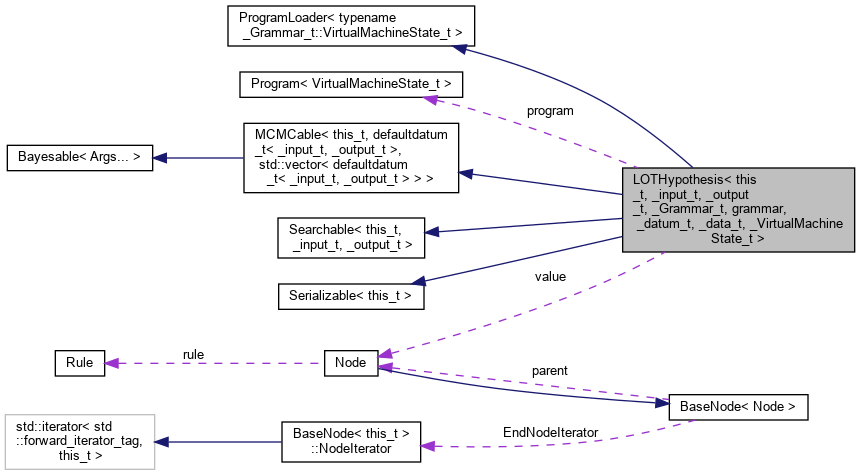 ProgramLoader< typename
_Grammar_t::VirtualMachineState_t >
Program< VirtualMachineState_t >
program
MCMCable< this_t, defaultdatum
_t< _input_t, _output_t >,
std::vector< defaultdatum
_t< _input_t, _output_t > > >
Bayesable< Args... >
LOTHypothesis< this
_t, _input_t, _output
_t, _Grammar_t, grammar,
_datum_t, _data_t, _VirtualMachine
State_t >
Searchable< this_t,
_input_t, _output_t >
Serializable< this_t >
value
Rule
rule
Node
parent
BaseNode< Node >
EndNodeIterator
BaseNode< this_t >
::NodeIterator
std::iterator< std
::forward_iterator_tag,
this_t >